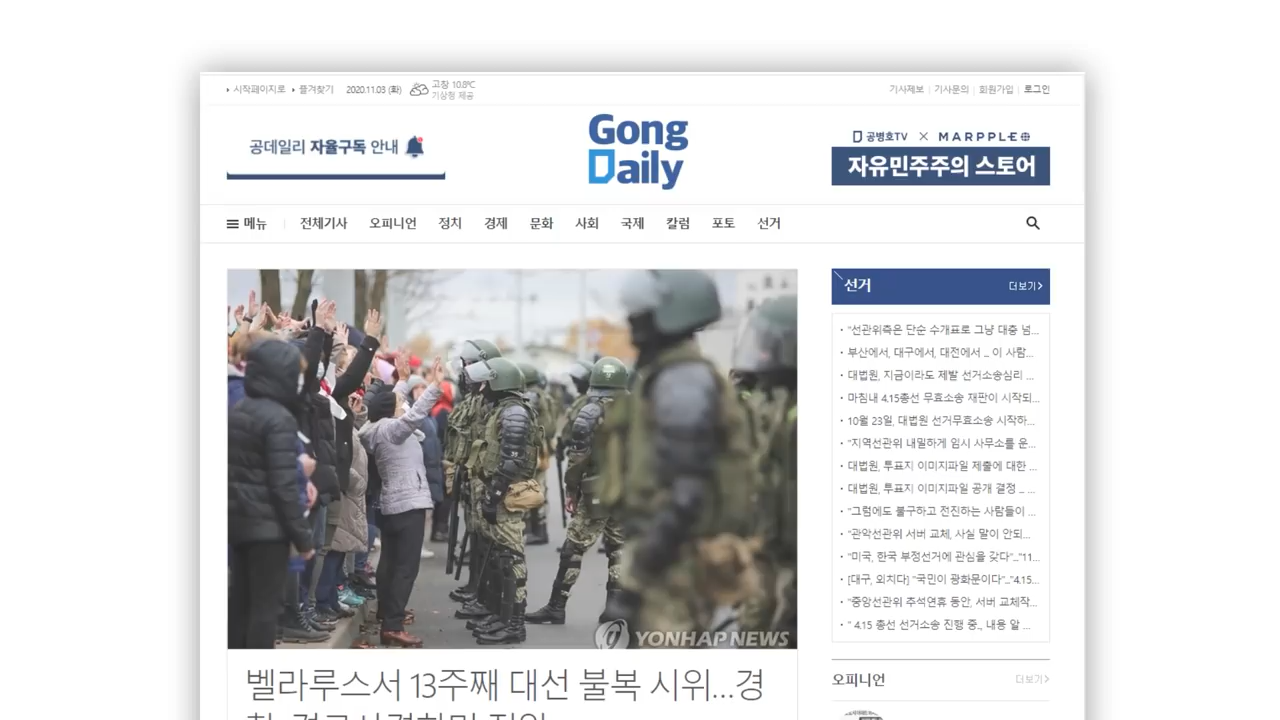 시작페이지로 즐겨찾기 2020.11.03 (화) 고창 10.8℃
기상청 제공
기사제보 | 기사문의 | 회원가입 | 로그인
공데일리 자율구독 안내
Gong
Daily
공병호TV × MARPPLE
자유민주주의 스토어
메뉴 전체기사 오피니언 정치 경제 문화 사회 국제 칼럼 포토 선거
YONHAP NEWS
벨라루스서 13주째 대선 불복 시위...경
선거 더보기
"선관위측은 단순 수개표로 그냥 대충 넘...
부산에서, 대구에서, 대전에서 ... 이 사람...
대법원, 지금이라도 제발 선거소송심리 ...
마침내 4.15총선 무효소송 재판이 시작되...
10월 23일, 대법원 선거무효소송 시작하...
"지역선관위 내밀하게 임시 사무소를 운...
대법원, 투표지 이미지파일 제출에 대한 ...
대법원, 투표지 이미지파일 공개 결정 ... ...
"그럼에도 불구하고 전진하는 사람들이 ...
"관악선관위 서버 교체, 사실 말이 안되...
"미국, 한국 부정선거에 관심을 갖다"..."11...
[대구, 외치다] "국민이 광화문이다"..."4.15...
"중앙선관위 추석연휴 동안, 서버 교체작...
" 4.15 총선 선거소송 진행 중., 내용 알 ...
오피니언 더보기